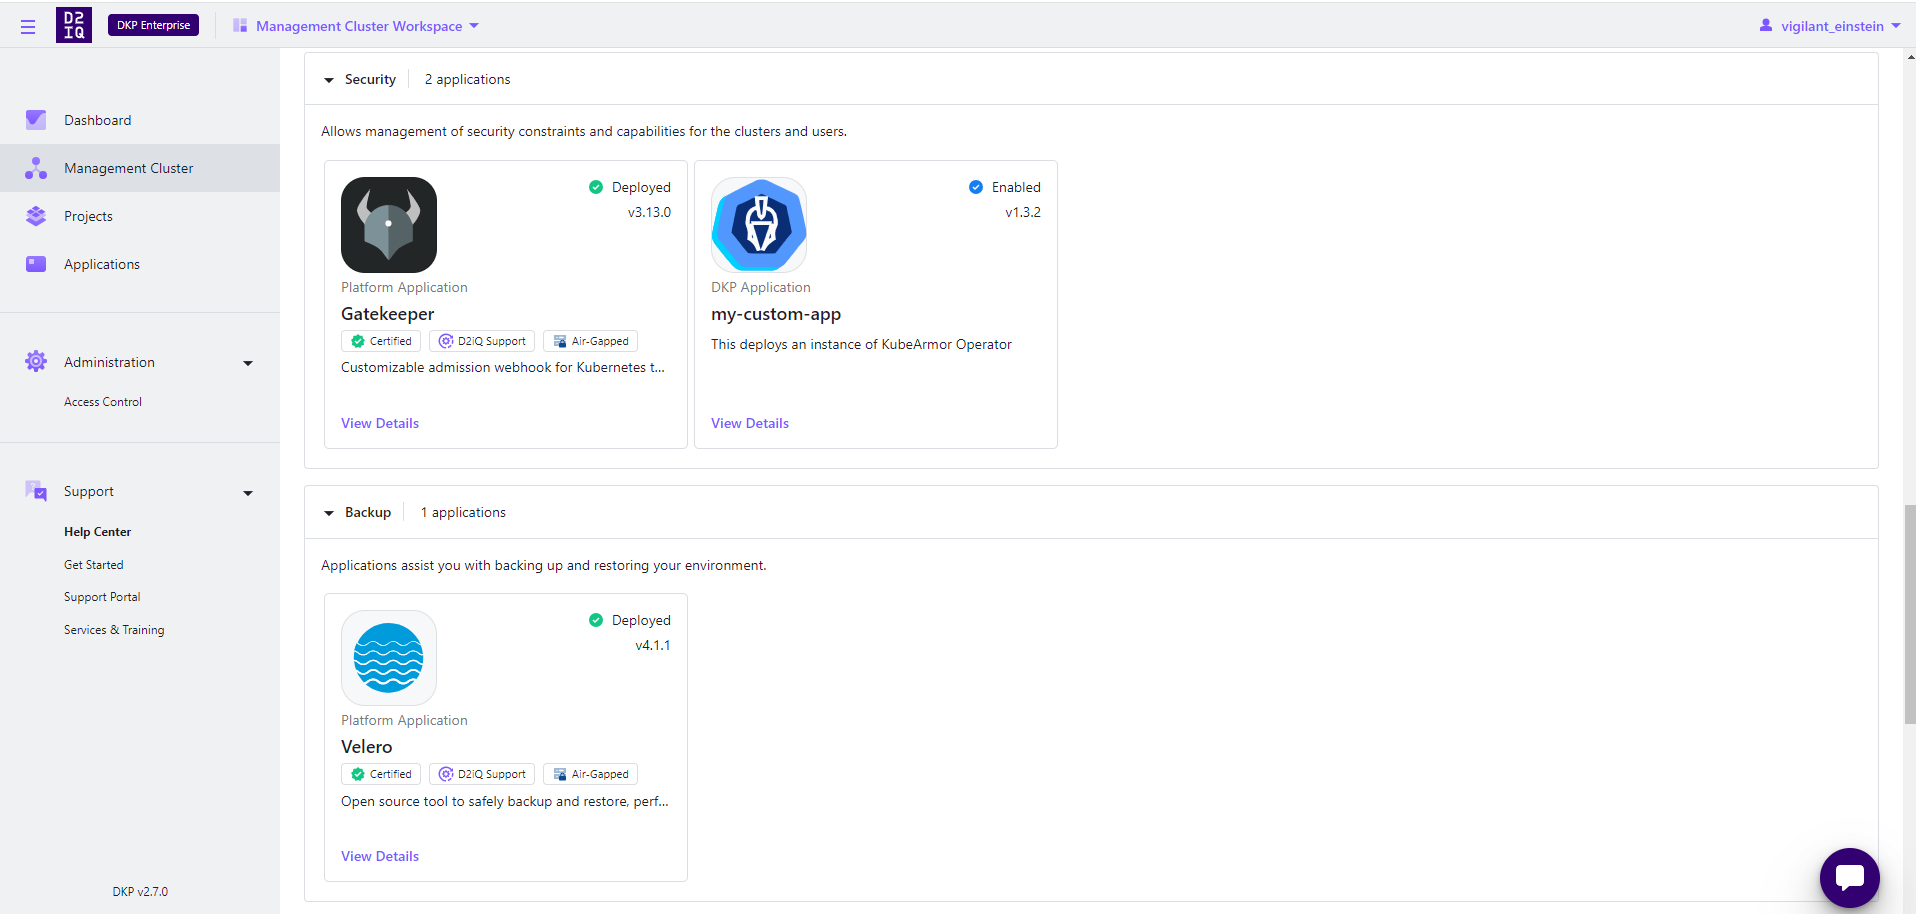 D2
IQ
DKP Enterprise
Management Cluster Workspace
vigilant_einstein
Dashboard
Management Cluster
Projects
Applications
Administration
Access Control
Support
Help Center
Get Started
Support Portal
Services & Training
DKP v2.7.0
Security
2 applications
Allows management of security constraints and capabilities for the clusters and users.
Deployed
v3.13.0
Platform Application
Gatekeeper
Certified
D2iQ Support
Air-Gapped
Customizable admission webhook for Kubernetes t...
View Details
Enabled
v1.3.2
DKP Application
my-custom-app
This deploys an instance of KubeArmor Operator
View Details
Backup
1 applications
Applications assist you with backing up and restoring your environment.
Deployed
v4.1.1
Platform Application
Velero
Certified
D2iQ Support
Air-Gapped
Open source tool to safely backup and restore, perf...
View Details